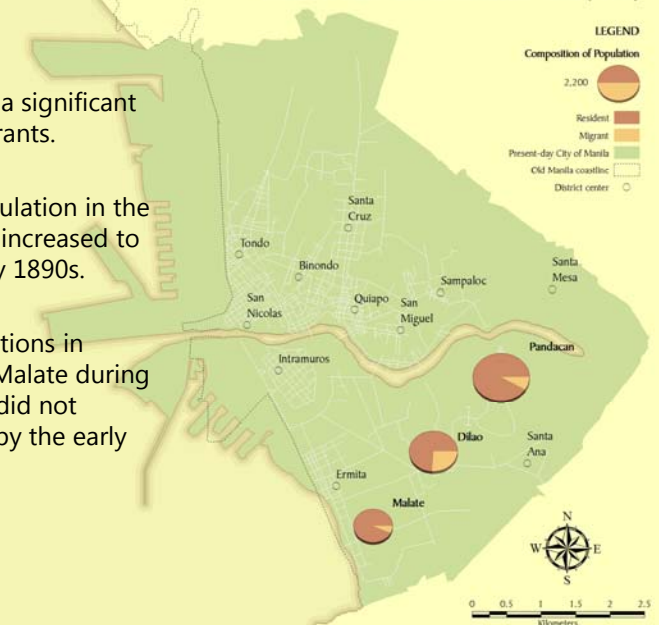 a significant
rants.
ulation in the
increased to
y 1890s.
tions in
Malate during
did not
by the early
LEGEND
Composition of Population
2,200
Resident
Migrant
Present-day City of Manila
Old Manila coastline
District center
Santa
Cruz
Tondo
Binondo
Sampaloc
Santa
Mesa
San
Nicolas
Quiapo
San
Miguel
Intramuros
Pandacan
Dilao
Santa
Ana
Ermita
Malate
N
W
E
S
0 0.5 1 1.5 2 2.5
Kilometers